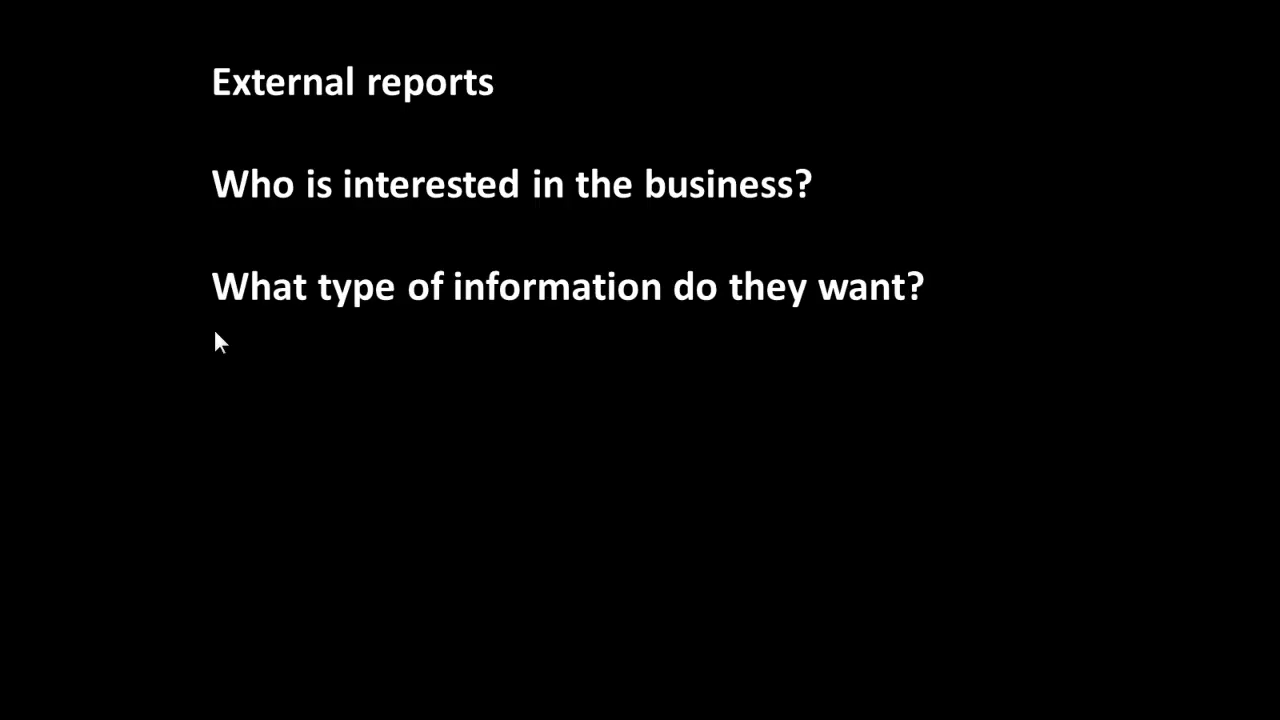 External reports
Who is interested in the business?
What type of information do they want?